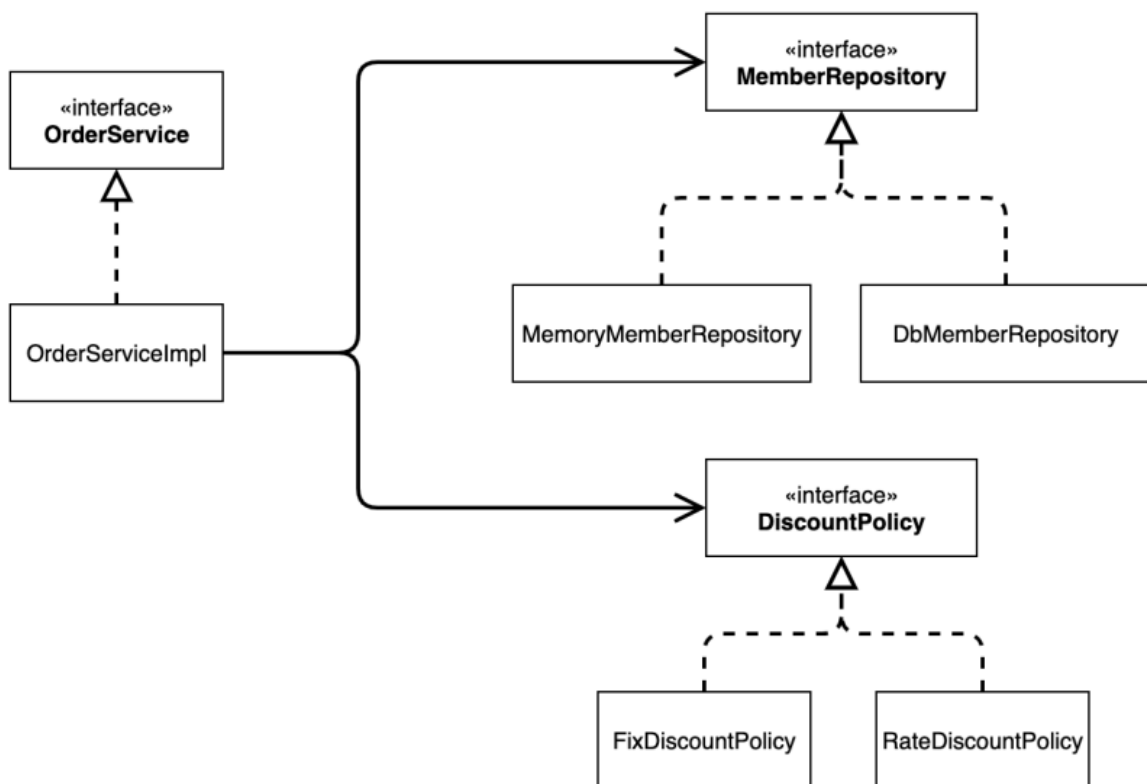 «interface»
MemberRepository
«interface»
OrderService
MemoryMemberRepository
DbMemberRepository
OrderServiceImpl
«interface»
DiscountPolicy
FixDiscountPolicy
RateDiscountPolicy